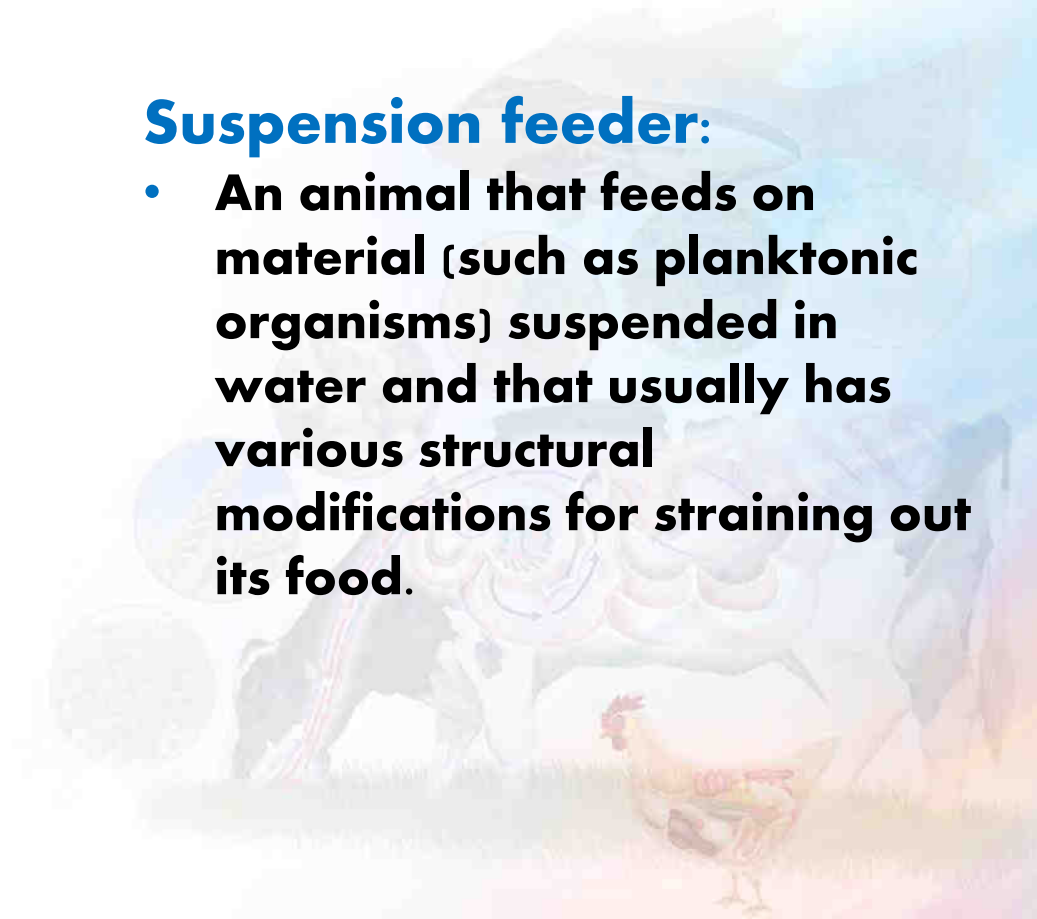 Suspension feeder:
• An animal that feeds on
material (such as planktonic
organisms) suspended in
water and that usually has
various structural
modifications for straining out
its food.